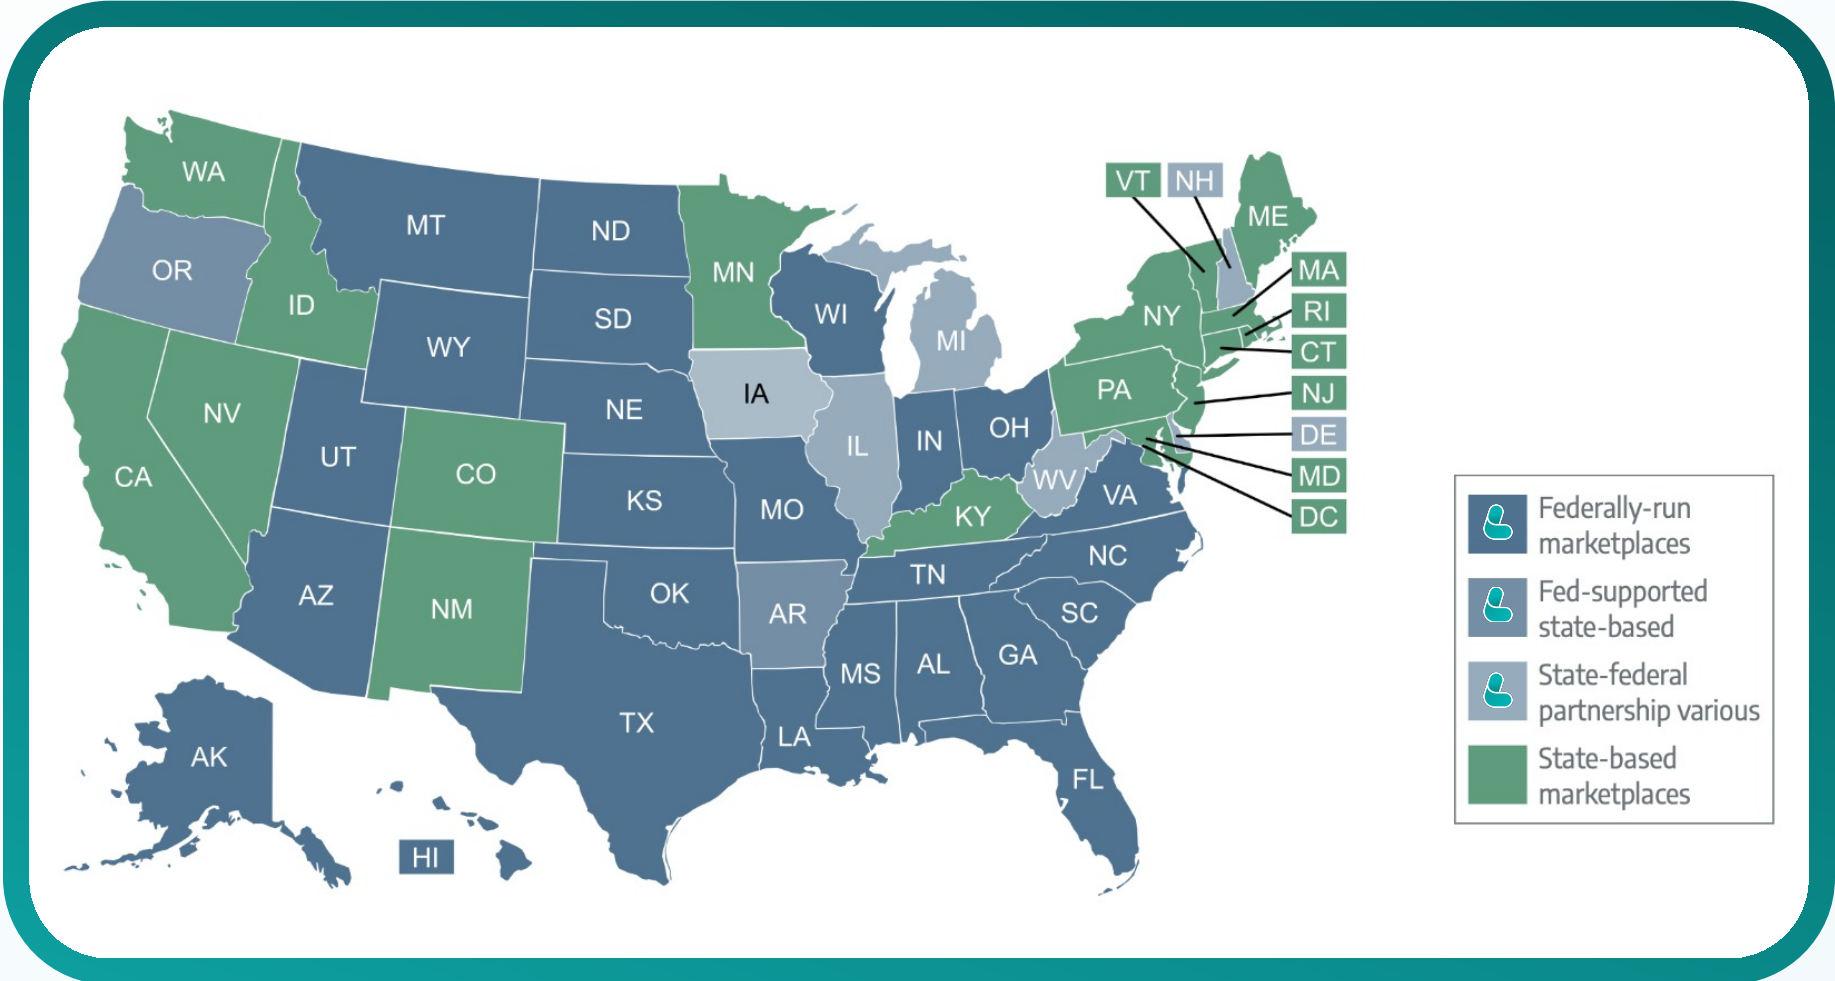 WA
MT
ND
MN
VT
NH
ME
OR
ID
SD
WI
MI
NY
MA
RI
CT
WY
NV
NE
IA
PA
NJ
DE
MD
DC
CA
UT
CO
KS
MO
IL
IN
OH
WV
VA
KY
AZ
NM
OK
AR
TN
NC
SC
TX
LA
MS
AL
GA
FL
AK
HI
Federally-run
marketplaces
Fed-supported
state-based
State-federal
partnership various
State-based
marketplaces